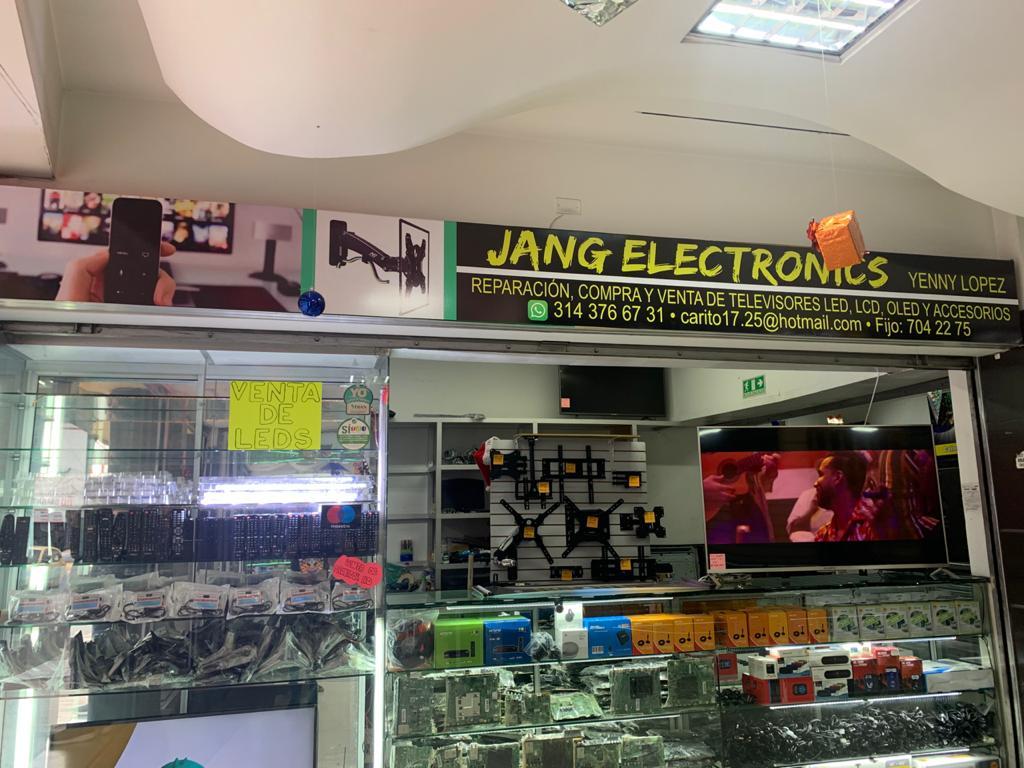 JANG ELECTRONICS YENNY LOPEZ
REPARACIÓN, COMPRA Y VENTA DE TELEVISORES LED, LCD, OLED Y ACCESORIOS
314 376 67 31 • carito17.25@hotmail.com • Fijo: 704 22 75
VENTA
DE
LEDS
YO